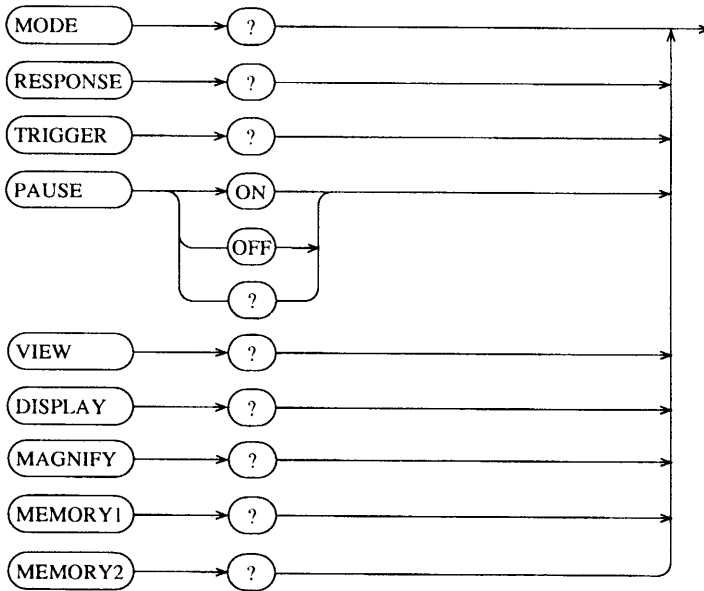 MODE ?
RESPONSE ?
TRIGGER ?
PAUSE ON
OFF
?
VIEW ?
DISPLAY ?
MAGNIFY ?
MEMORY1 ?
MEMORY2 ?